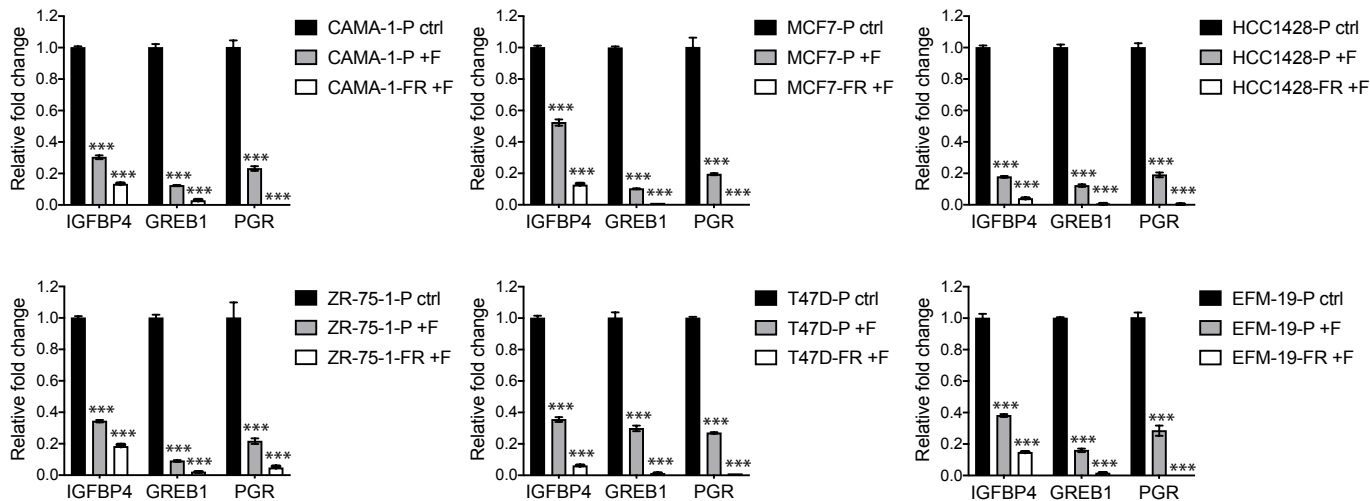 Relative fold change
1.2
1.0
0.8
0.6
0.4
0.2
0.0
*** *** *** *** *** ***
IGFBP4 GREB1 PGR
CAMA-1-P ctrl
CAMA-1-P +F
CAMA-1-FR +F
Relative fold change
1.2
1.0
0.8
0.6
0.4
0.2
0.0
*** *** *** *** *** ***
IGFBP4 GREB1 PGR
MCF7-P ctrl
MCF7-P +F
MCF7-FR +F
Relative fold change
1.2
1.0
0.8
0.6
0.4
0.2
0.0
*** *** *** *** *** ***
IGFBP4 GREB1 PGR
HCC1428-P ctrl
HCC1428-P +F
HCC1428-FR +F
Relative fold change
1.2
1.0
0.8
0.6
0.4
0.2
0.0
*** *** *** *** *** ***
IGFBP4 GREB1 PGR
ZR-75-1-P ctrl
ZR-75-1-P +F
ZR-75-1-FR +F
Relative fold change
1.2
1.0
0.8
0.6
0.4
0.2
0.0
*** *** *** *** *** ***
IGFBP4 GREB1 PGR
T47D-P ctrl
T47D-P +F
T47D-FR +F
Relative fold change
1.2
1.0
0.8
0.6
0.4
0.2
0.0
*** *** *** *** *** ***
IGFBP4 GREB1 PGR
EFM-19-P ctrl
EFM-19-P +F
EFM-19-FR +F